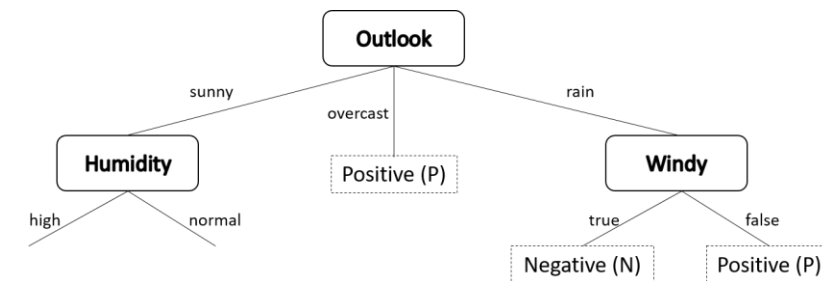 Outlook
sunny
rain
overcast
Humidity
Positive (P)
Windy
high
normal
true
false
Negative (N)
Positive (P)